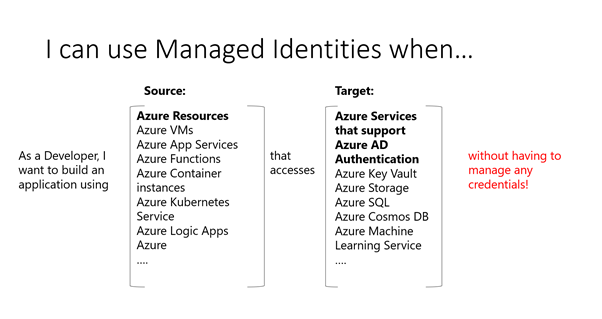 I can use Managed Identities when...
Source:
Target:
As a Developer, I
want to build an
application using
Azure Resources
Azure VMs
Azure App Services
Azure Functions
Azure Container
instances
Azure Kubernetes
Service
Azure Logic Apps
Azure
....
that
accesses
Azure Services
that support
Azure AD
Authentication
Azure Key Vault
Azure Storage
Azure SQL
Azure Cosmos DB
Azure Machine
Learning Service
....
without having to
manage any
credentials!